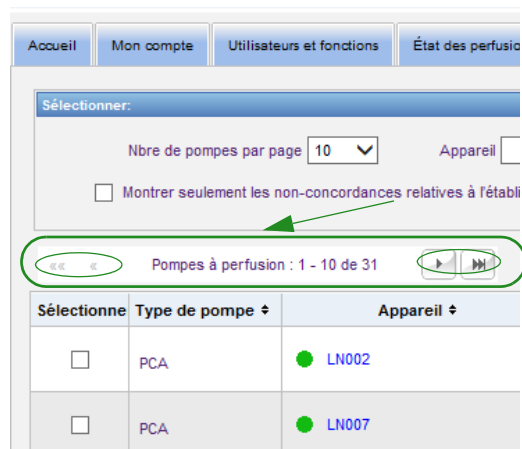 Accueil Mon compte Utilisateurs et fonctions État des perfusio
Sélectionner:
Nbre de pompes par page 10 Appareil
Montrer seulement les non-concordances relatives à l'établi
«« « Pompes à perfusion : 1 - 10 de 31
Sélectionne Type de pompe Appareil
PCA LN002
PCA LN007